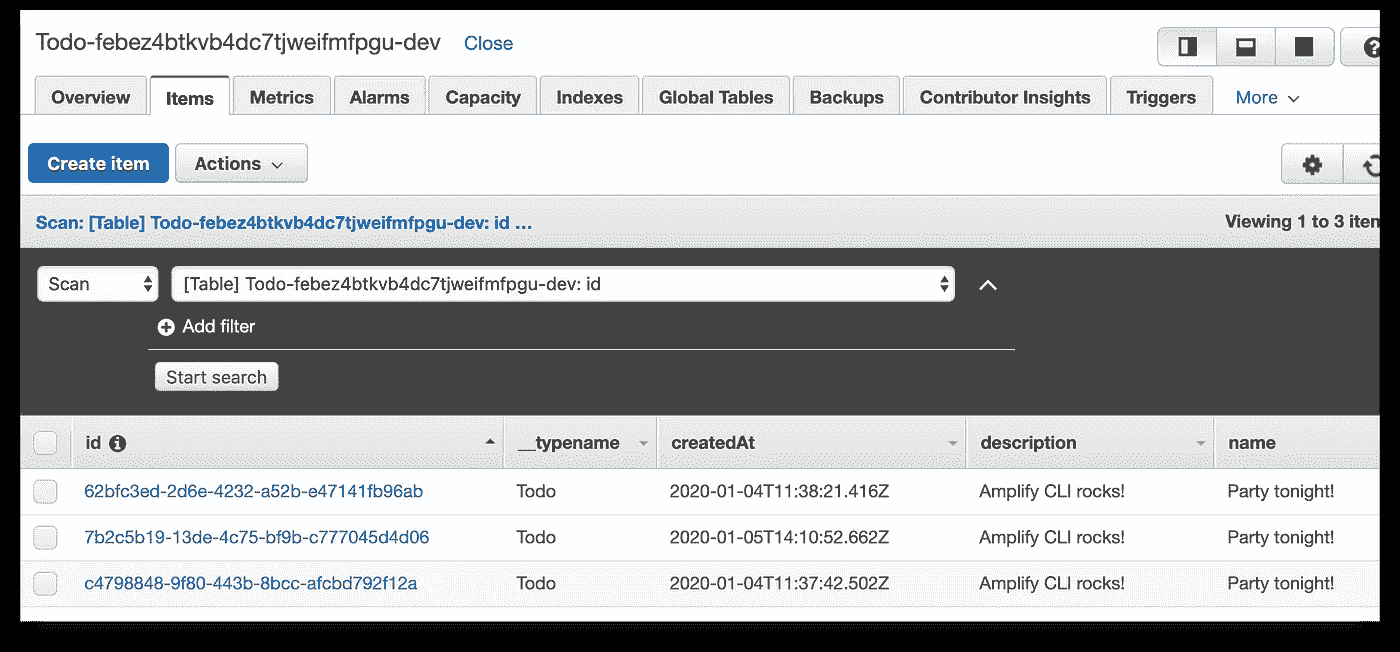 Todo-febez4btkvb4dc7tjweifmfpgu-dev Close
Overview Items Metrics Alarms Capacity Indexes Global Tables Backups Contributor Insights Triggers More
Create item Actions
Scan: [Table] Todo-febez4btkvb4dc7tjweifmfpgu-dev: id ... Viewing 1 to 3 item
Scan [Table] Todo-febez4btkvb4dc7tjweifmfpgu-dev: id
Add filter
Start search
id __typename createdAt description name
62bfc3ed-2d6e-4232-a52b-e47141fb96ab Todo 2020-01-04T11:38:21.416Z Amplify CLI rocks! Party tonight!
7b2c5b19-13de-4c75-bf9b-c777045d4d06 Todo 2020-01-05T14:10:52.662Z Amplify CLI rocks! Party tonight!
c4798848-9f80-443b-8bcc-afcbd792f12a Todo 2020-01-04T11:37:42.502Z Amplify CLI rocks! Party tonight!